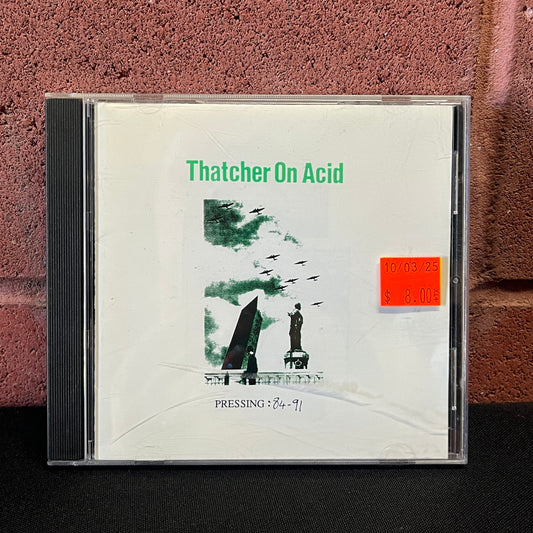 Thatcher On Acid
10/03/25
$ 8.00¢
PRESSING : 84-91